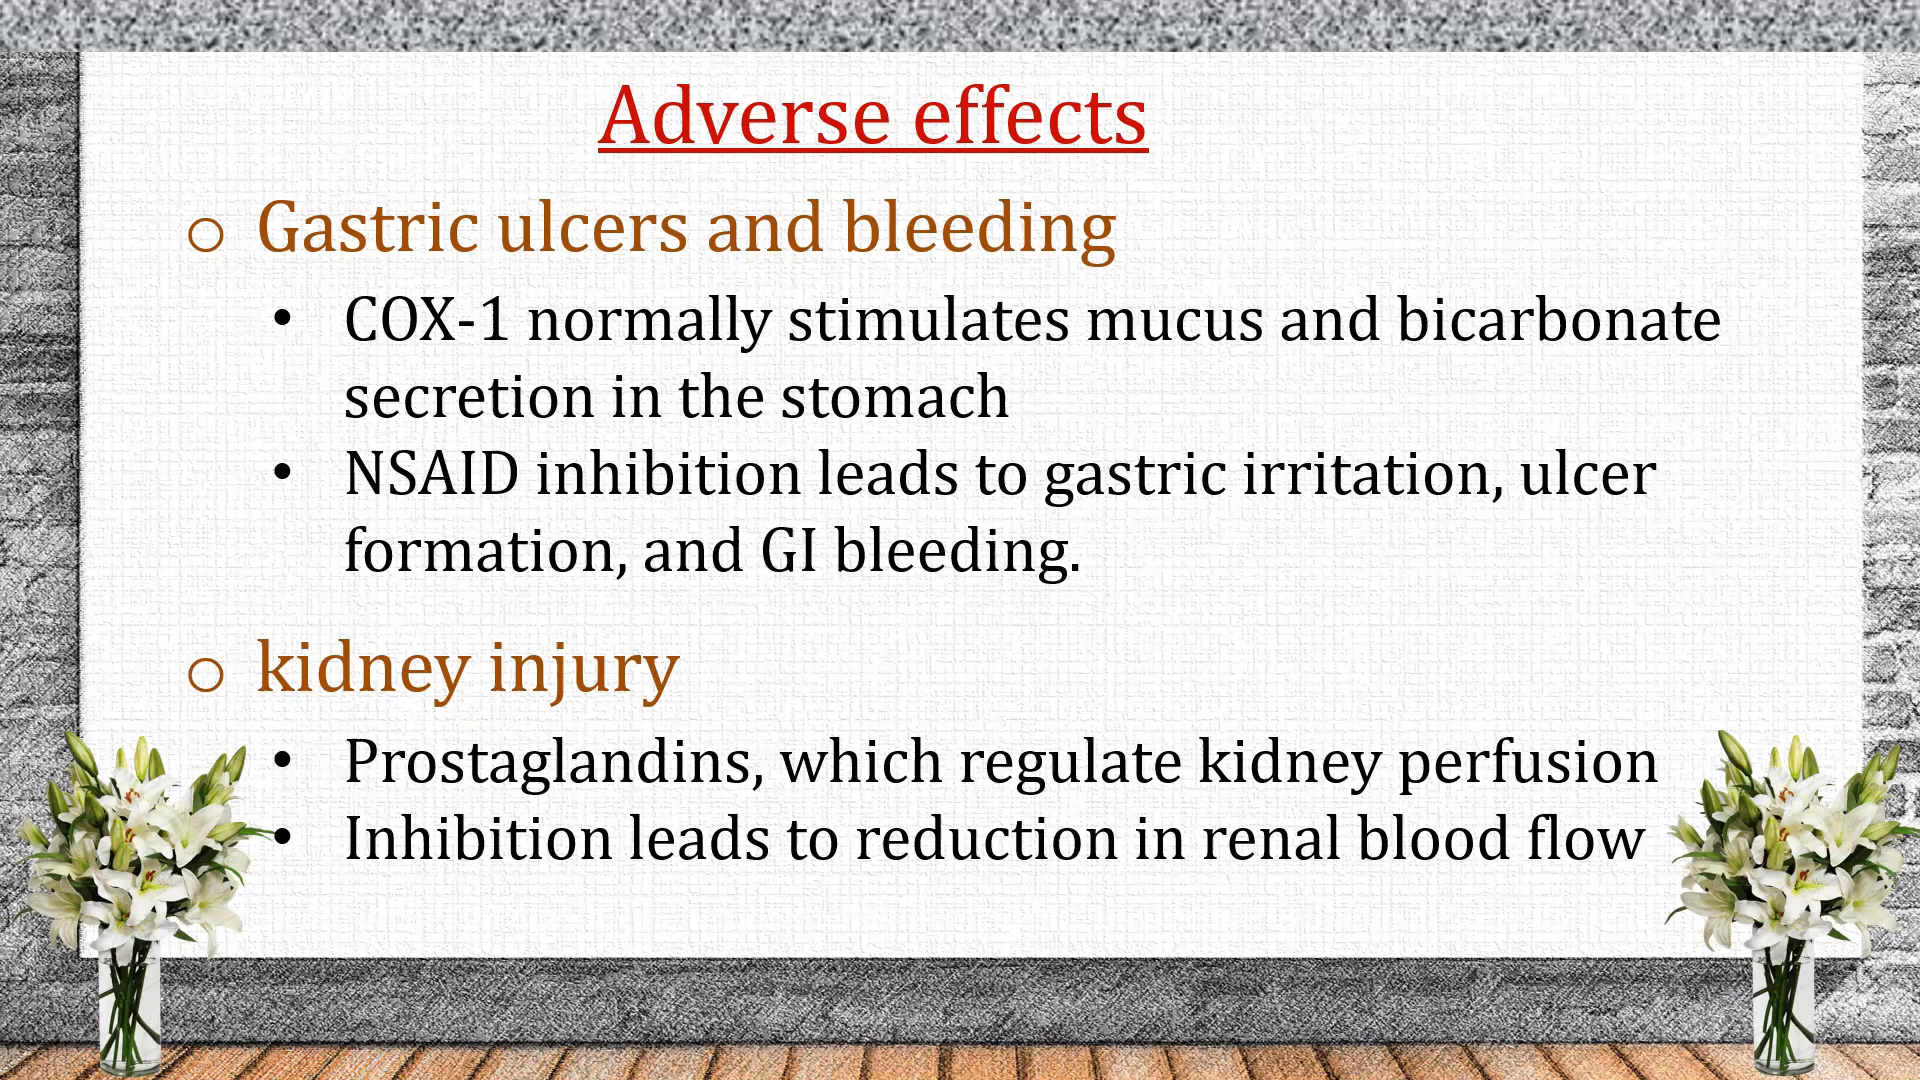 Adverse effects
o Gastric ulcers and bleeding
• COX-1 normally stimulates mucus and bicarbonate
secretion in the stomach
• NSAID inhibition leads to gastric irritation, ulcer
formation, and GI bleeding.
o kidney injury
• Prostaglandins, which regulate kidney perfusion
• Inhibition leads to reduction in renal blood flow